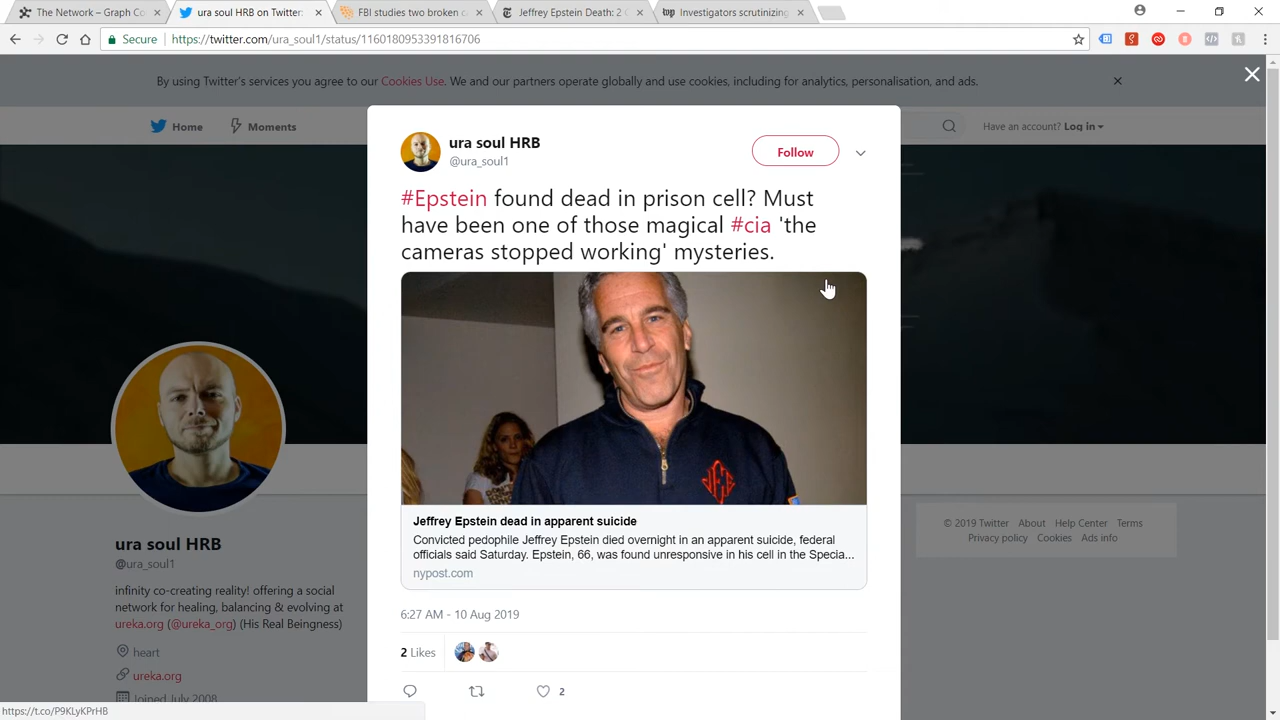 The Network – Graph Co
ura soul HRB on Twitter
FBI studies two broken c
Jeffrey Epstein Death: 2 C
Investigators scrutinizing
Secure
https://twitter.com/ura_soul1/status/1160180953391816706
By using Twitter's services you agree to our Cookies Use. We and our partners operate globally and use cookies, including for analytics, personalisation, and ads.
Home
Moments
Have an account? Log in
ura soul HRB
@ura_soul1
Follow
#Epstein found dead in prison cell? Must
have been one of those magical #cia 'the
cameras stopped working' mysteries.
Jeffrey Epstein dead in apparent suicide
Convicted pedophile Jeffrey Epstein died overnight in an apparent suicide, federal
officials said Saturday. Epstein, 66, was found unresponsive in his cell in the Specia...
nypost.com
6:27 AM - 10 Aug 2019
2 Likes
2
ura soul HRB
@ura_soul1
infinity co-creating reality! offering a social
network for healing, balancing & evolving at
ureka.org (@ureka_org) (His Real Beingness)
heart
ureka.org
Joined July 2008
© 2019 Twitter About Help Center Terms
Privacy policy Cookies Ads info
https://t.co/P9KLyKPrHB